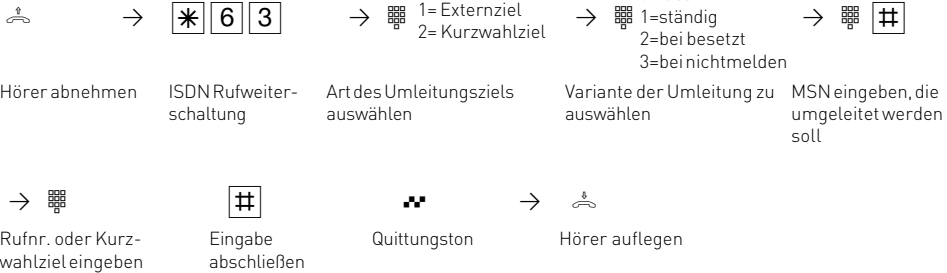 1= Externziel
2= Kurzwahlziel
1=ständig
2=bei besetzt
3=bei nichtmelden
* 6 3
#
Hörer abnehmen
ISDN Rufweiter-
schaltung
Art des Umleitungsziels
auswählen
Variante der Umleitung zu
auswählen
MSN eingeben, die
umgeleitet werden
soll
#
Rufnr. oder Kurz-
wahlziel eingeben
Eingabe
abschließen
Quittungston
Hörer auflegen